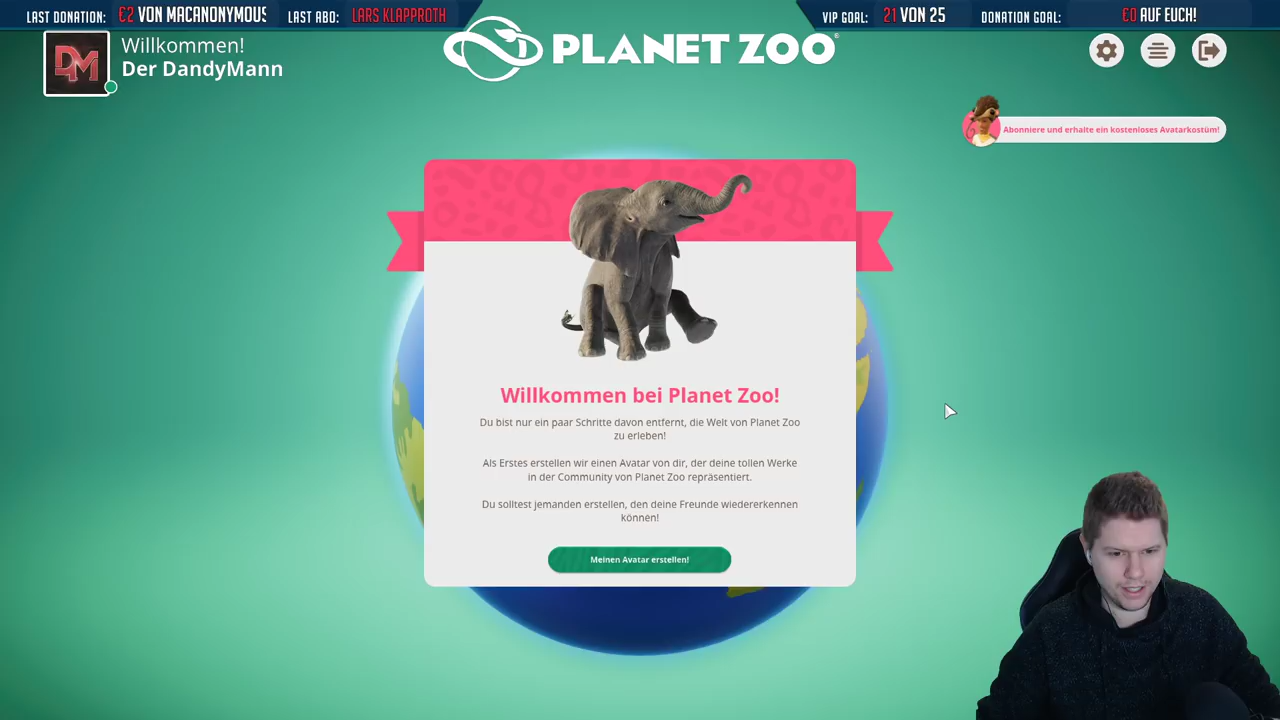 LAST DONATION: €2 VON MACANONYMOUS LAST ABO: LARS KLAPPROTH VIP GOAL: 21 VON 25 DONATION GOAL: €0 AUF EUCH!
DM
Willkommen!
Der DandyMann
PLANET ZOO®
Abonniere und erhalte ein kostenloses Avatarkostüm!
Willkommen bei Planet Zoo!
Du bist nur ein paar Schritte davon entfernt, die Welt von Planet Zoo
zu erleben!
Als Erstes erstellen wir einen Avatar von dir, der deine tollen Werke
in der Community von Planet Zoo repräsentiert.
Du solltest jemanden erstellen, den deine Freunde wiedererkennen
können!
Meinen Avatar erstellen!